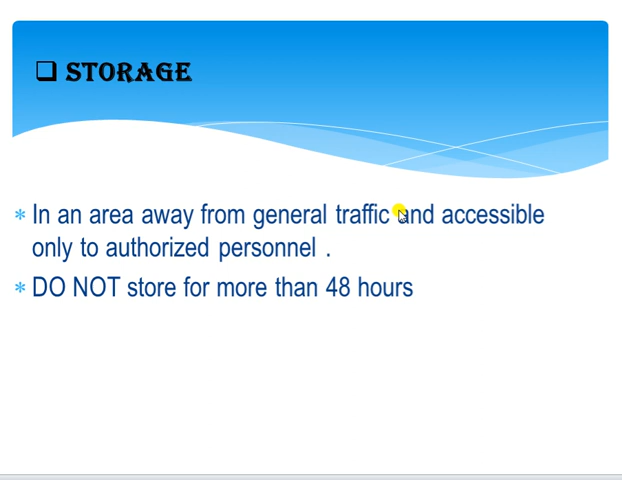 ❑ STORAGE
* In an area away from general traffic and accessible
only to authorized personnel .
* DO NOT store for more than 48 hours